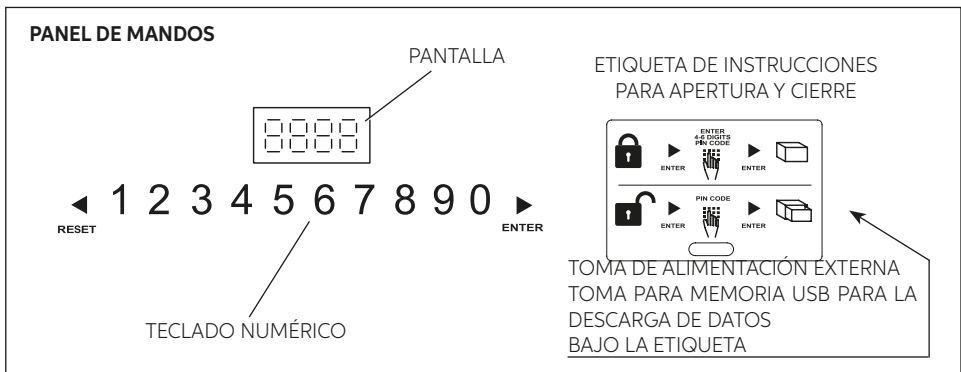 PANEL DE MANDOS
PANTALLA
ETIQUETA DE INSTRUCCIONES
PARA APERTURA Y CIERRE
8888
ENTER
4-6 DIGITS
PIN CODE
ENTER
ENTER
◄ 1 2 3 4 5 6 7 8 9 0 ►
RESET
ENTER
PIN CODE
ENTER
ENTER
TOMA DE ALIMENTACIÓN EXTERNA
TOMA PARA MEMORIA USB PARA LA
DESCARGA DE DATOS
BAJO LA ETIQUETA
TECLADO NUMÉRICO